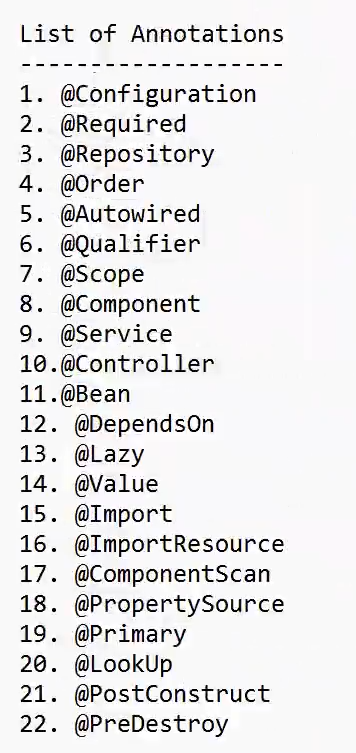 List of Annotations
-------------------
1. @Configuration
2. @Required
3. @Repository
4. @Order
5. @Autowired
6. @Qualifier
7. @Scope
8. @Component
9. @Service
10.@Controller
11.@Bean
12. @DependsOn
13. @Lazy
14. @Value
15. @Import
16. @ImportResource
17. @ComponentScan
18. @PropertySource
19. @Primary
20. @LookUp
21. @PostConstruct
22. @PreDestroy